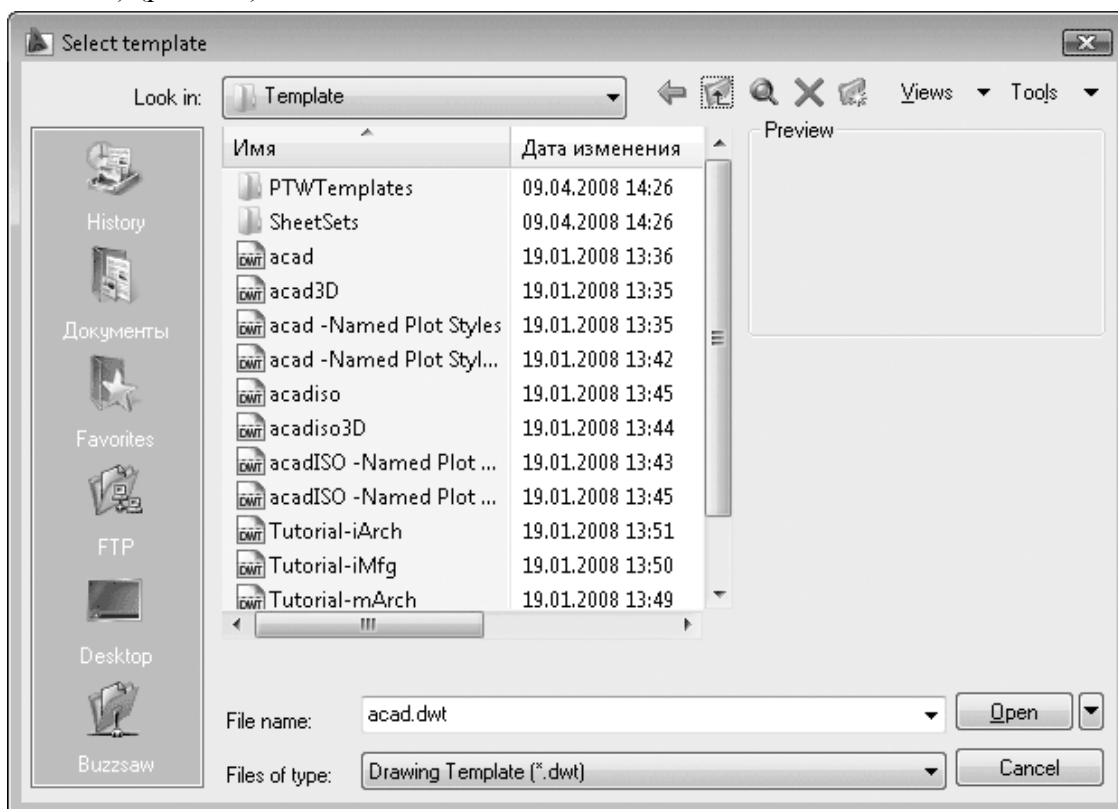 Select template
Look in: Template Views Tools
Имя Дата изменения Preview
PTWTemplates 09.04.2008 14:26
SheetSets 09.04.2008 14:26
acad 19.01.2008 13:36
acad3D 19.01.2008 13:35
acad -Named Plot Styles 19.01.2008 13:35
acad -Named Plot Styl... 19.01.2008 13:42
acadiso 19.01.2008 13:45
acadiso3D 19.01.2008 13:44
acadISO -Named Plot ... 19.01.2008 13:43
acadISO -Named Plot ... 19.01.2008 13:45
Tutorial-iArch 19.01.2008 13:51
Tutorial-iMfg 19.01.2008 13:50
Tutorial-mArch 19.01.2008 13:49
History
Документы
Favorites
FTP
Desktop
Buzzsaw
File name: acad.dwt Open
Files of type: Drawing Template (*.dwt) Cancel